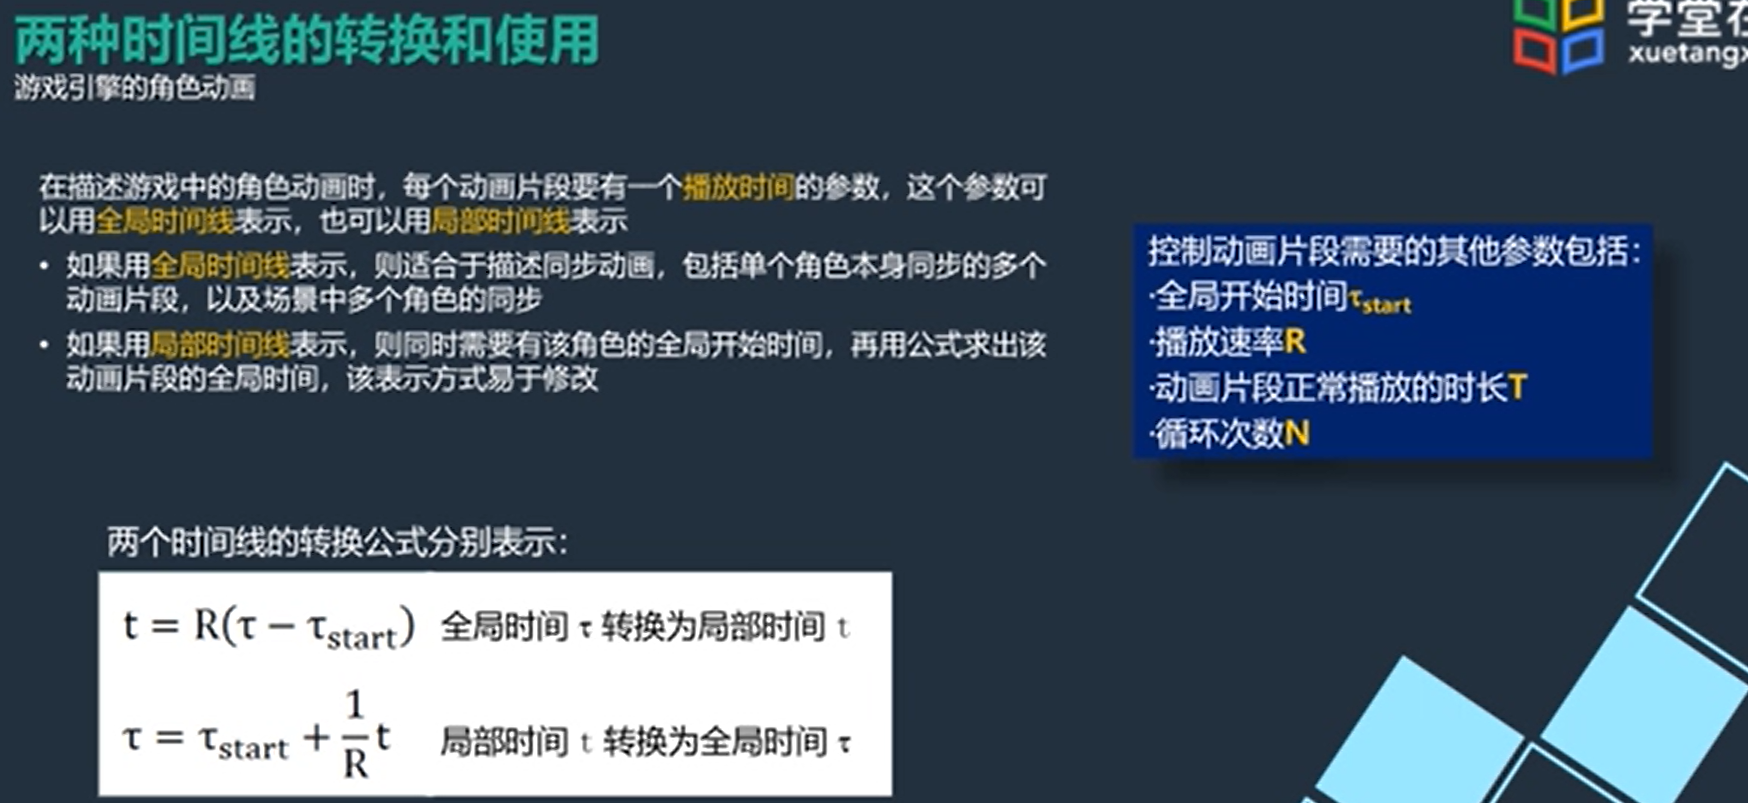 两种时间线的转换和使用
游戏引擎的角色动画
学堂在
xuetangx
在描述游戏中的角色动画时，每个动画片段要有一个播放时间的参数，这个参数可
以用全局时间线表示，也可以用局部时间线表示
• 如果用全局时间线表示，则适合于描述同步动画，包括单个角色本身同步的多个
动画片段，以及场景中多个角色的同步
• 如果用局部时间线表示，则同时需要有该角色的全局开始时间，再用公式求出该
动画片段的全局时间，该表示方式易于修改
控制动画片段需要的其他参数包括：
·全局开始时间τstart
·播放速率R
·动画片段正常播放的时长T
·循环次数N
两个时间线的转换公式分别表示：
t = R(τ − τstart) 全局时间 τ 转换为局部时间 t
τ = τstart + 1/R t 局部时间 t 转换为全局时间 τ